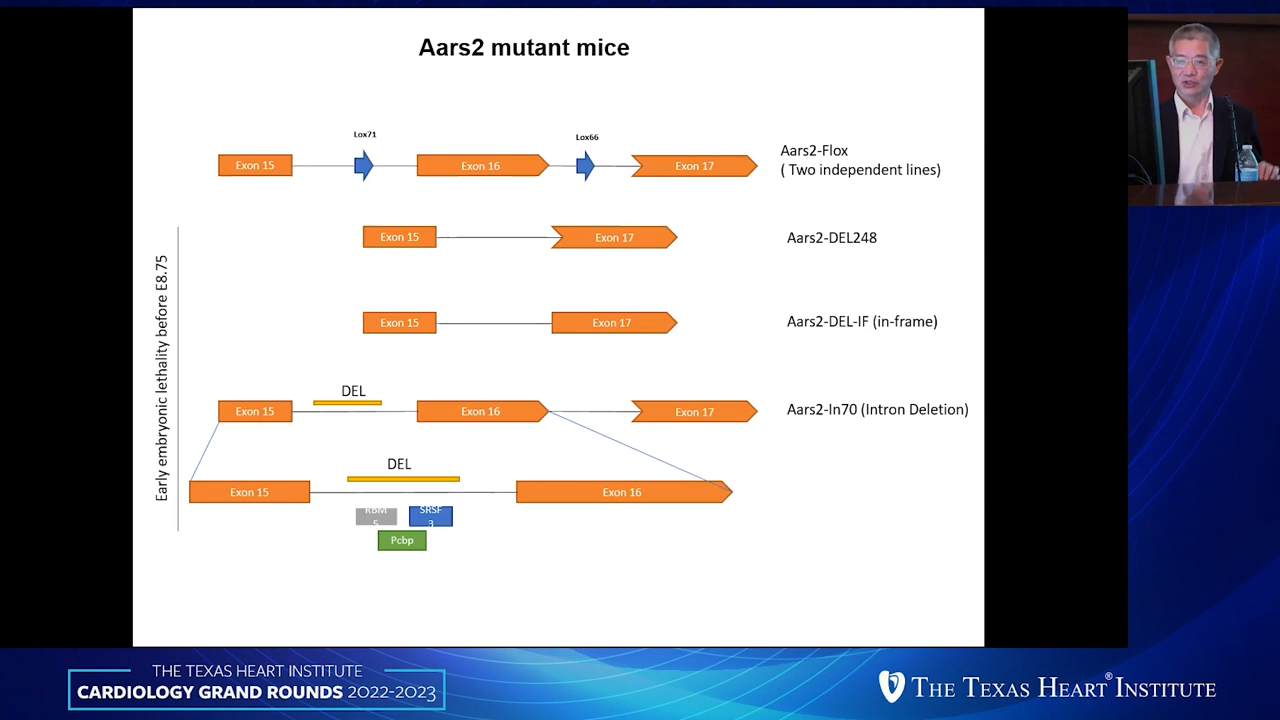 Aars2 mutant mice
Lox71
Lox66
Exon 15
Exon 16
Exon 17
Aars2-Flox
( Two independent lines)
Early embryonic lethality before E8.75
Exon 15
Exon 17
Aars2-DEL248
Exon 15
Exon 17
Aars2-DEL-IF (in-frame)
DEL
Exon 15
Exon 16
Exon 17
Aars2-In70 (Intron Deletion)
DEL
Exon 15
Exon 16
RBM
5
SRSF
3
Pcbp
THE TEXAS HEART INSTITUTE
CARDIOLOGY GRAND ROUNDS 2022-2023
THE TEXAS HEART® INSTITUTE